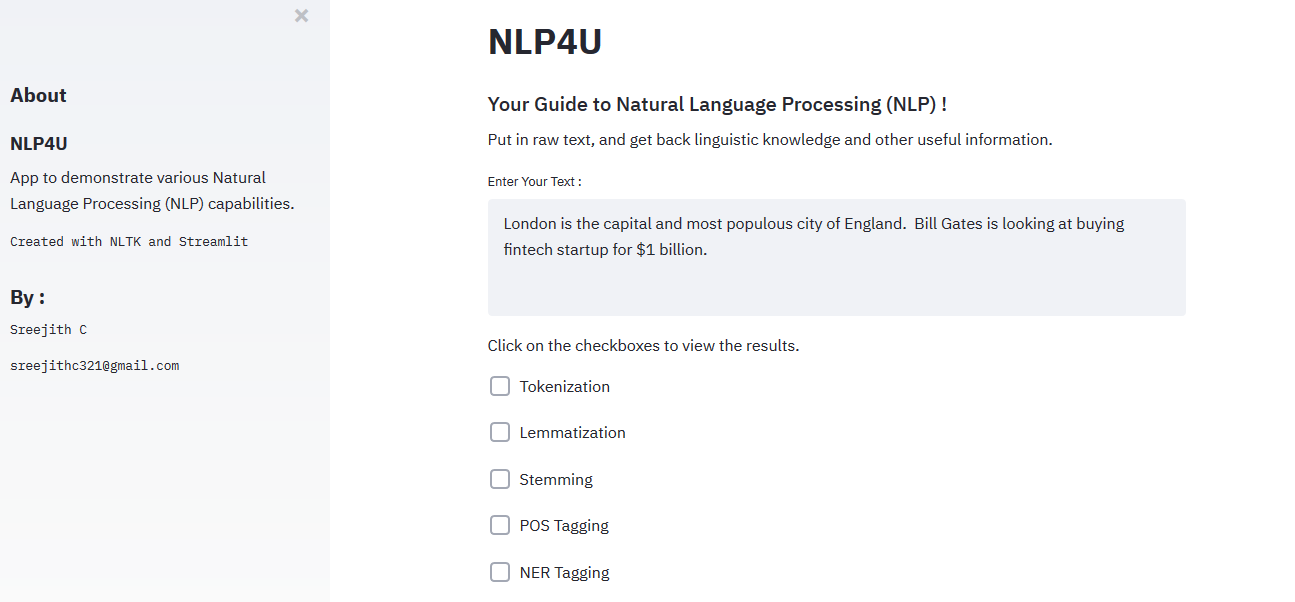 About
NLP4U
App to demonstrate various Natural
Language Processing (NLP) capabilities.
Created with NLTK and Streamlit
By :
Sreejith C
sreejithc321@gmail.com
NLP4U
Your Guide to Natural Language Processing (NLP) !
Put in raw text, and get back linguistic knowledge and other useful information.
Enter Your Text :
London is the capital and most populous city of England.  Bill Gates is looking at buying
fintech startup for $1 billion.
Click on the checkboxes to view the results.
Tokenization
Lemmatization
Stemming
POS Tagging
NER Tagging